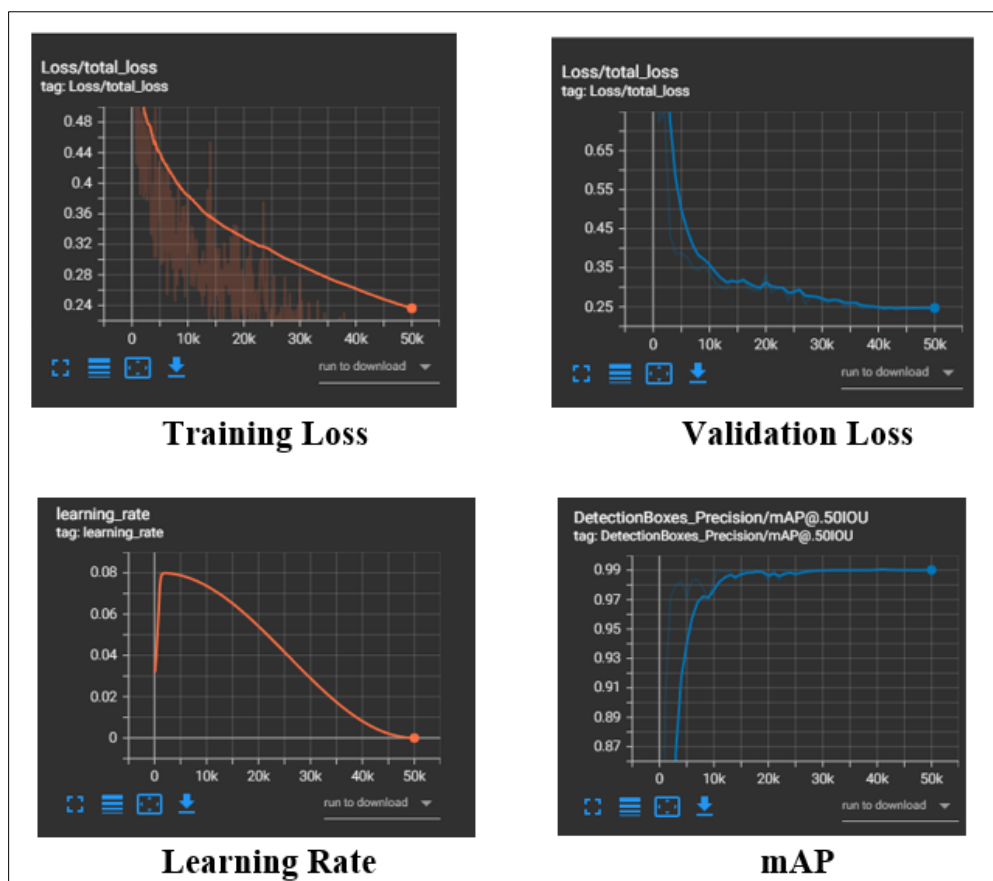 Loss/total_loss
tag: Loss/total_loss
0.48
0.44
0.4
0.36
0.32
0.28
0.24
0 10k 20k 30k 40k 50k
run to download
Training Loss
Loss/total_loss
tag: Loss/total_loss
0.65
0.55
0.45
0.35
0.25
0 10k 20k 30k 40k 50k
run to download
Validation Loss
learning_rate
tag: learning_rate
0.08
0.06
0.04
0.02
0
0 10k 20k 30k 40k 50k
run to download
Learning Rate
DetectionBoxes_Precision/mAP@.50IOU
tag: DetectionBoxes_Precision/mAP@.50IOU
0.99
0.97
0.95
0.93
0.91
0.89
0.87
0 10k 20k 30k 40k 50k
run to download
mAP